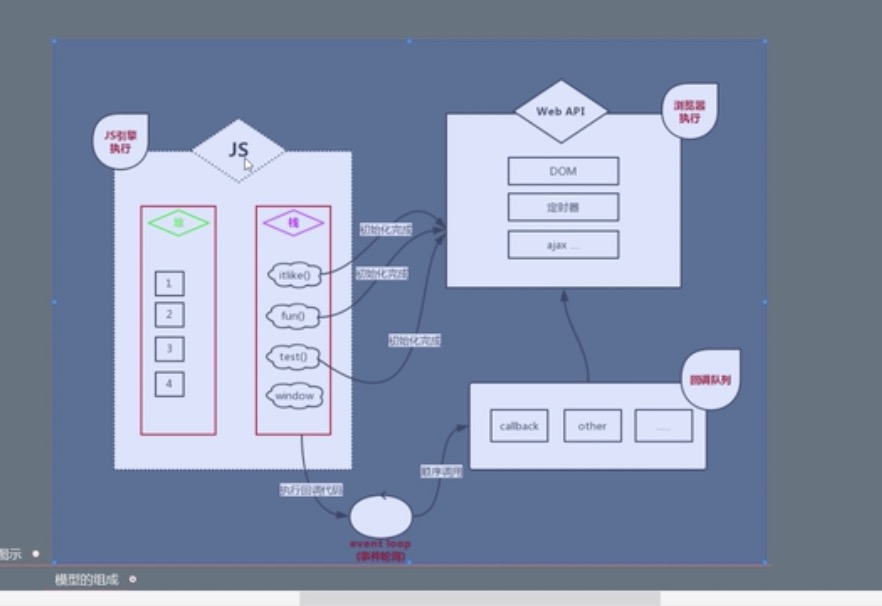 JS引擎
执行
JS
堆
栈
1
2
3
4
itlike()
fun()
test()
window
初始化完成
初始化完成
初始化完成
Web API
浏览器
执行
DOM
定时器
ajax ...
回调队列
callback
other
......
顺序调用
执行回调代码
event loop
(事件轮询)
图示
模型的组成